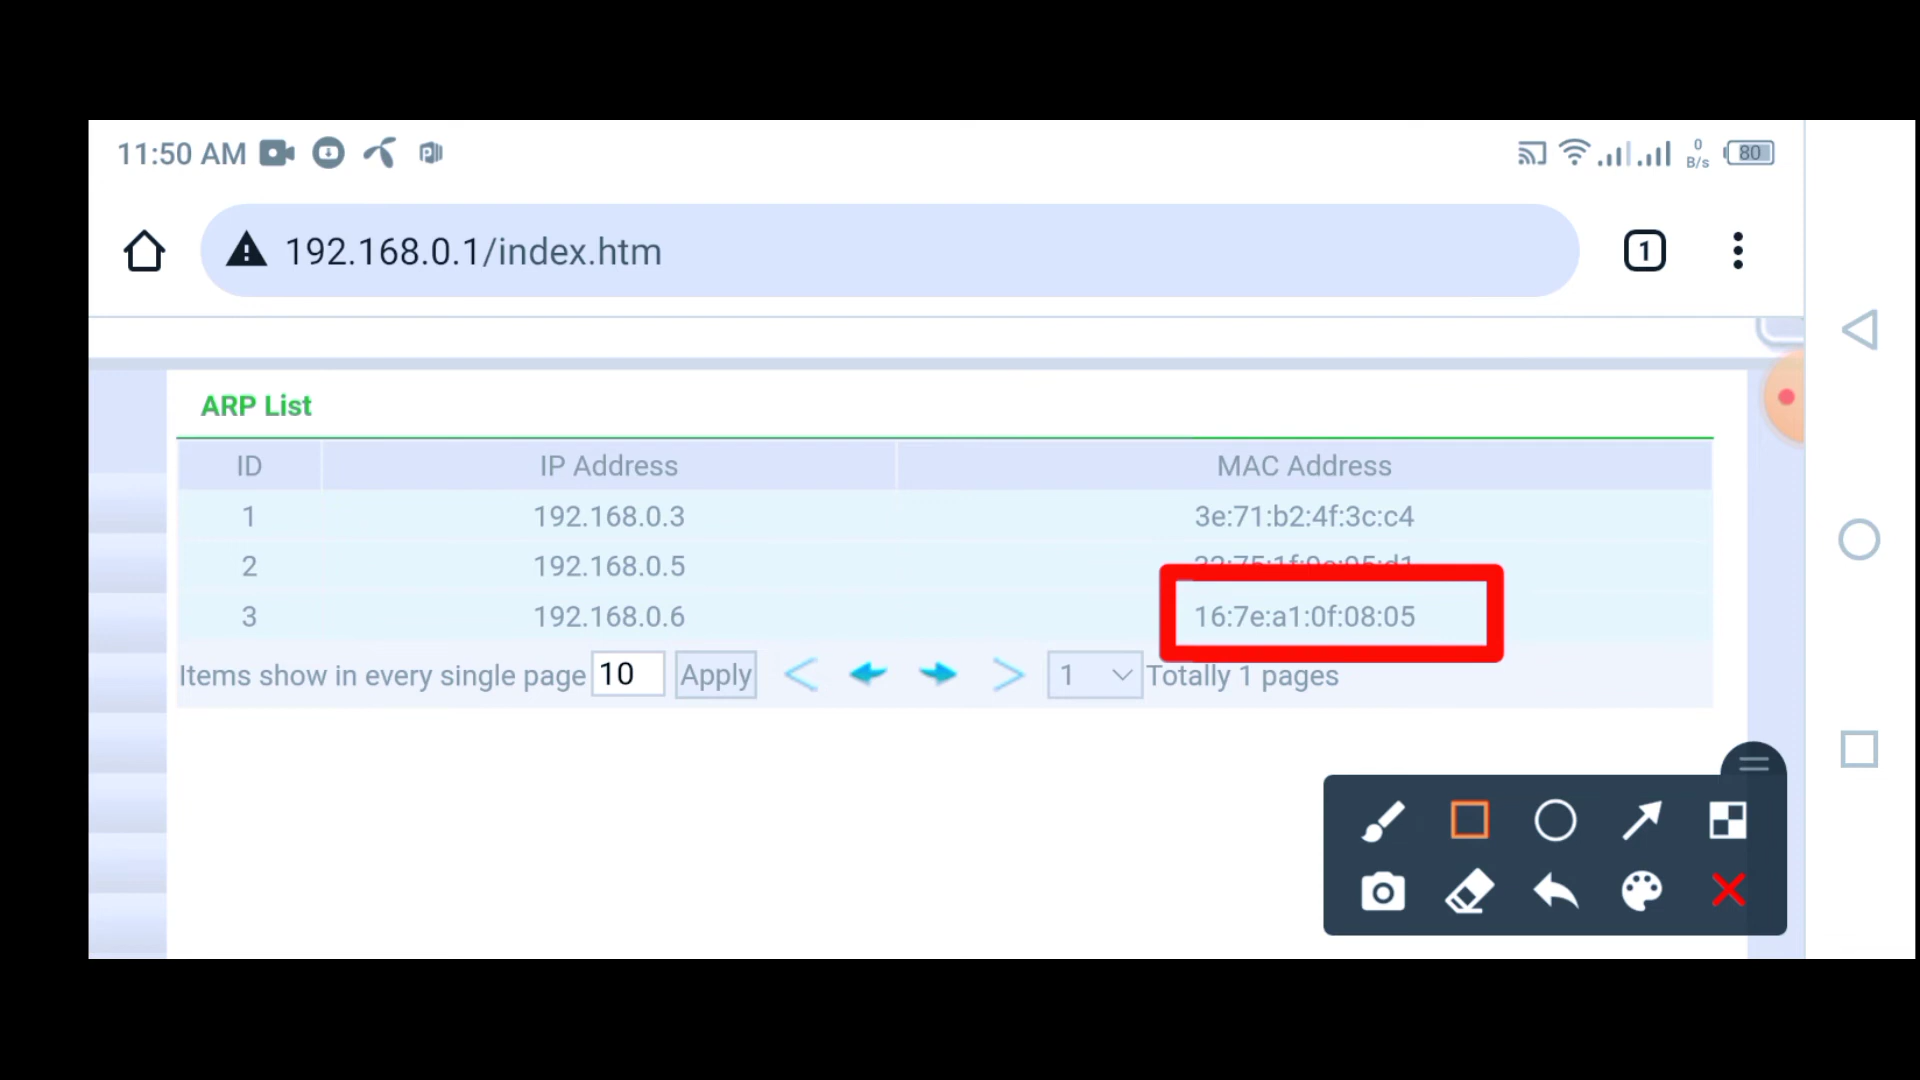 11:50 AM
0
B/s
80
192.168.0.1/index.htm
1
ARP List
ID IP Address MAC Address
1 192.168.0.3 3e:71:b2:4f:3c:c4
2 192.168.0.5
3 192.168.0.6 16:7e:a1:0f:08:05
Items show in every single page 10 Apply 1 Totally 1 pages